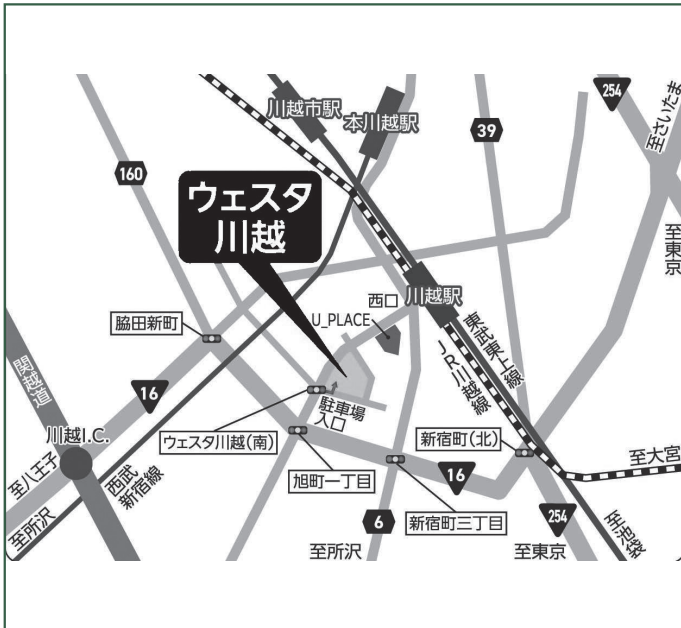 254
川越市駅
本川越駅
至さいたま
39
160
ウェスタ
川越
至東京
川越駅
西口
U_PLACE
脇田新町
東武東上線
JR川越線
関越道
16
駐車場
入口
川越I.C.
ウェスタ川越(南)
新宿町(北)
至大宮
至八王子
西武
新宿線
旭町一丁目
16
至所沢
6
新宿町三丁目
254
至池袋
至所沢
至東京